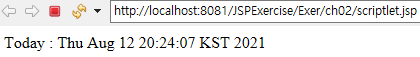 http://localhost:8081/JSPExercise/Exer/ch02/scriptlet.jsp
Today : Thu Aug 12 20:24:07 KST 2021